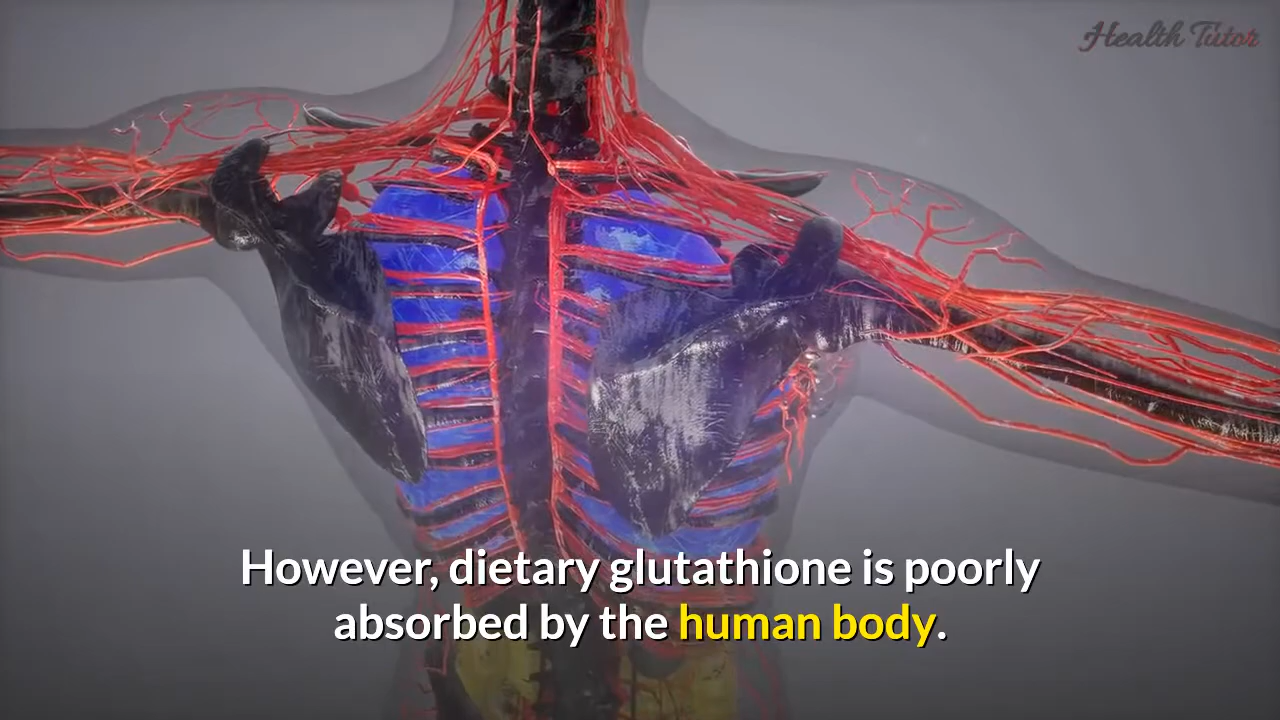 Health Tutor
However, dietary glutathione is poorly
absorbed by the human body.